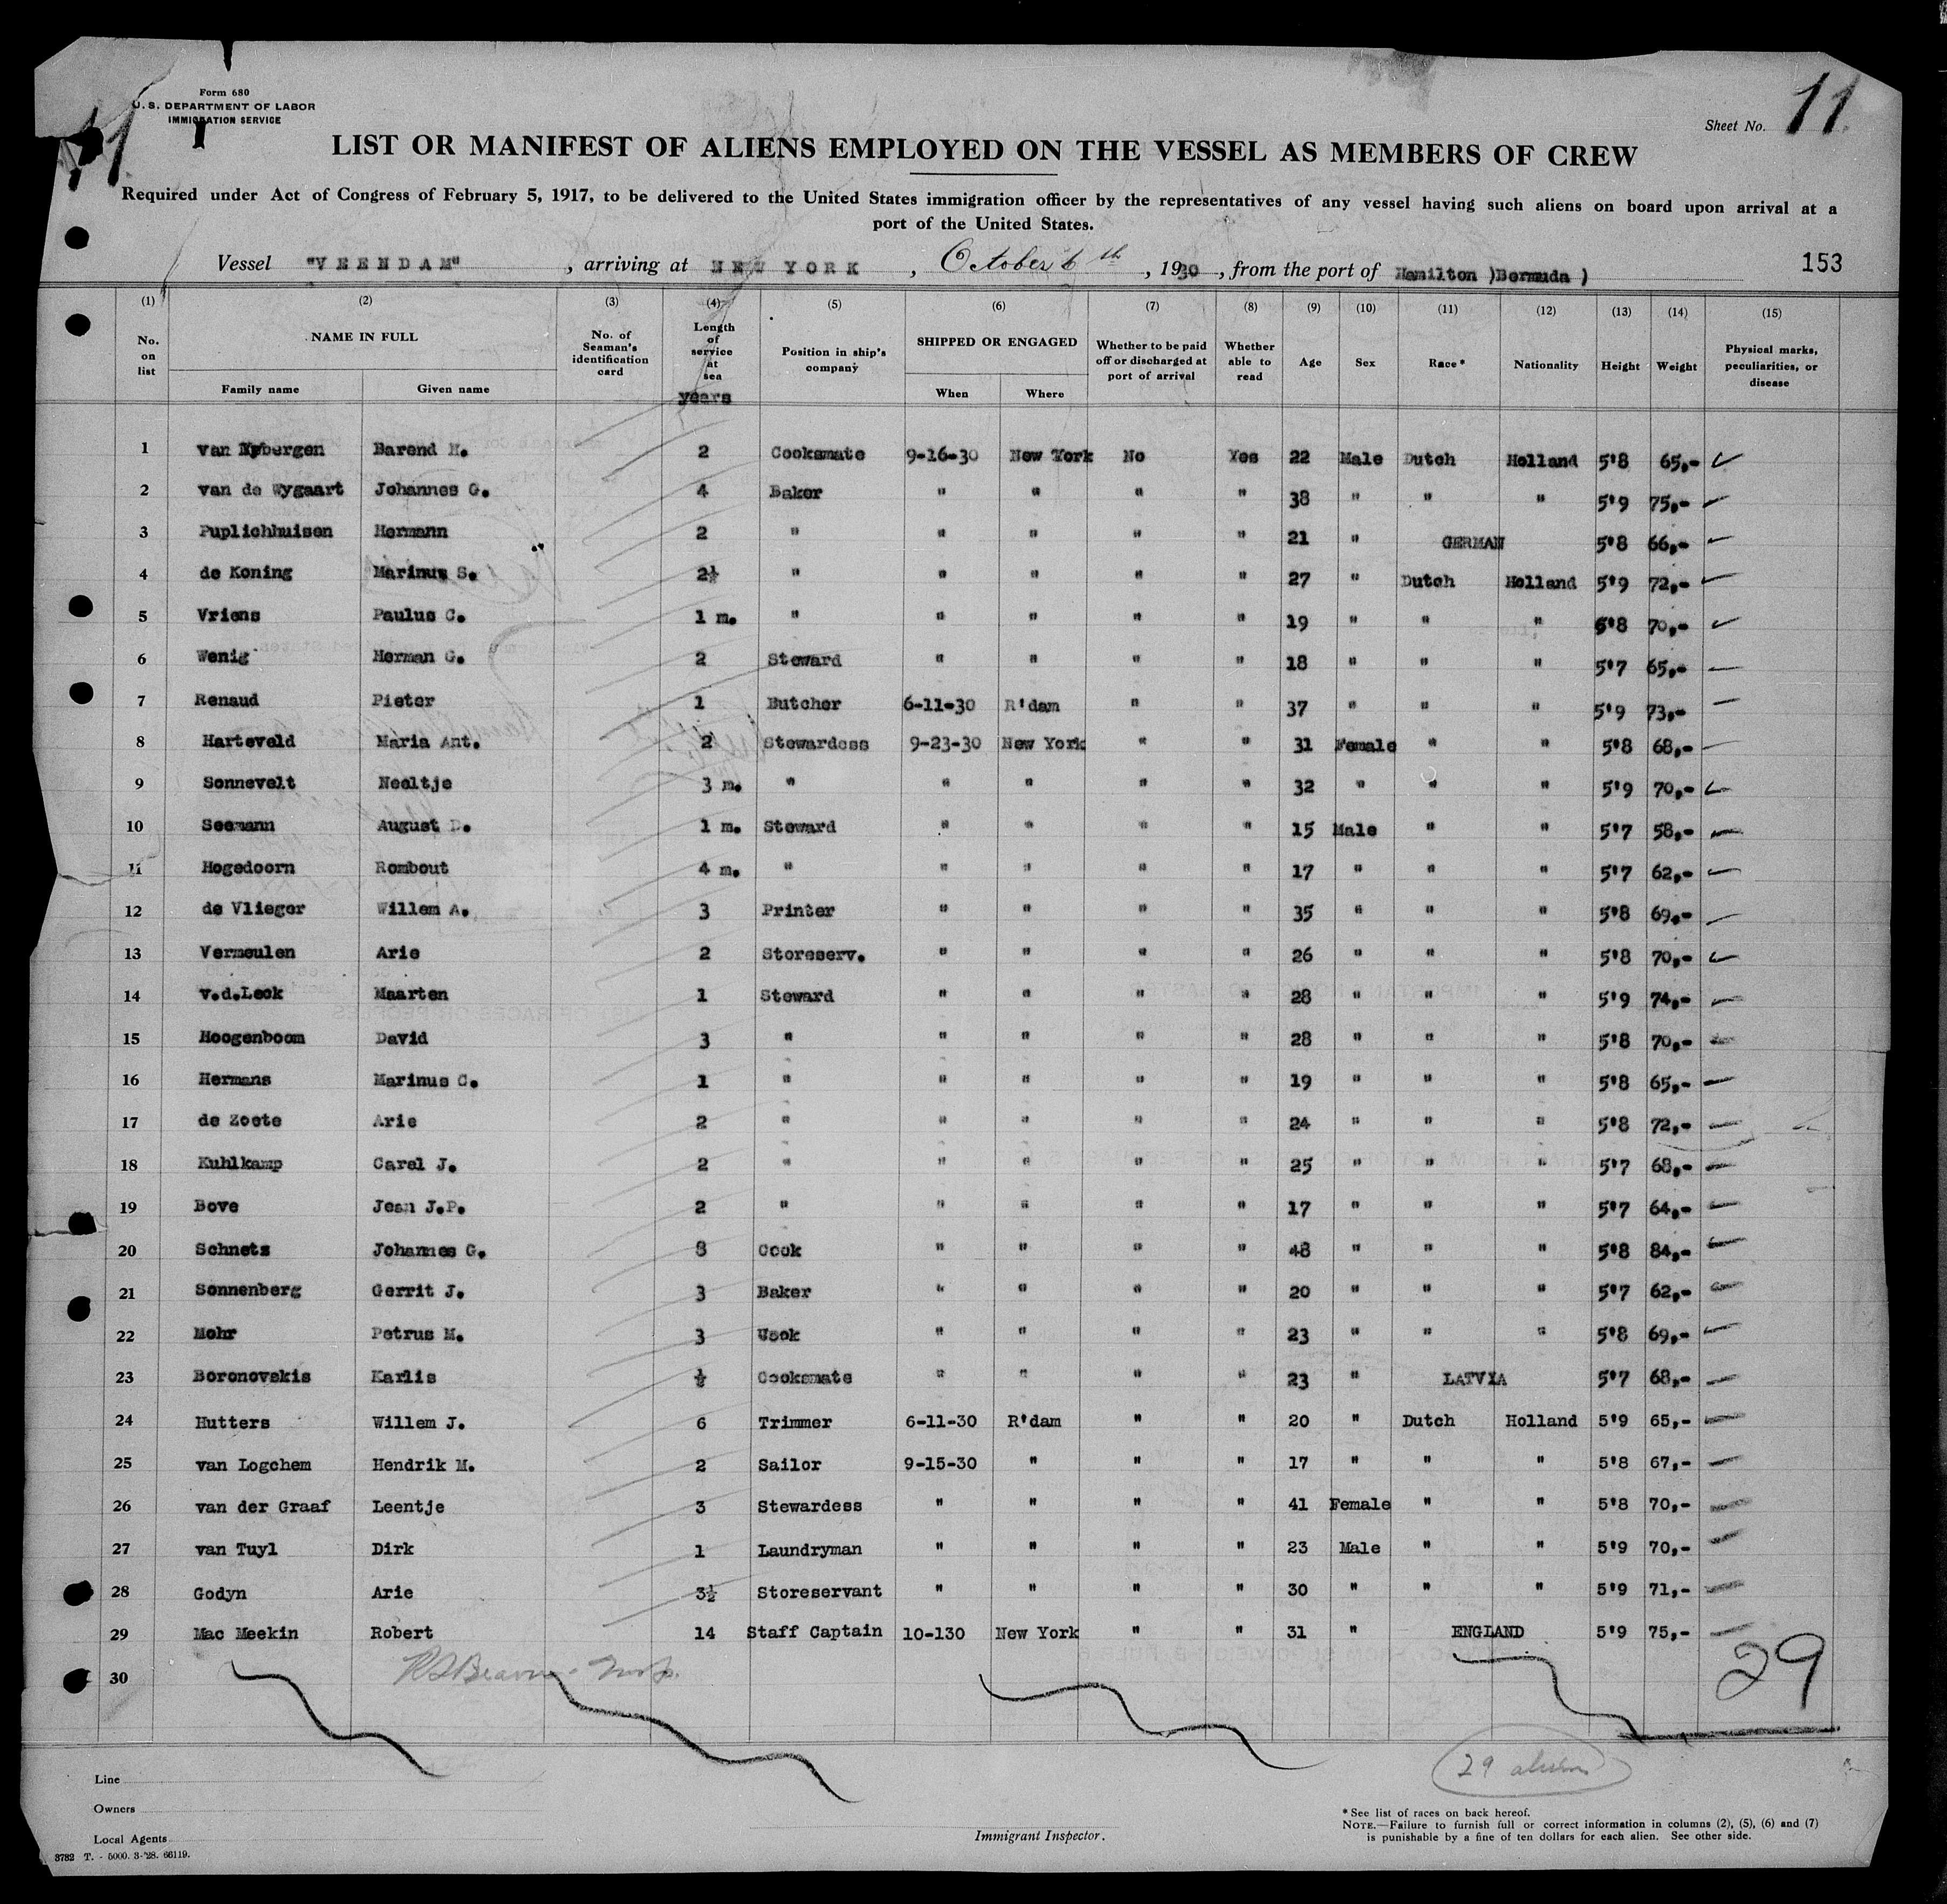 Form 680
U. S. DEPARTMENT OF LABOR
IMMIGRATION SERVICE
Sheet No. 11
LIST OR MANIFEST OF ALIENS EMPLOYED ON THE VESSEL AS MEMBERS OF CREW
Required under Act of Congress of February 5, 1917, to be delivered to the United States immigration officer by the representatives of any vessel having such aliens on board upon arrival at a
port of the United States.
Vessel "VEENDAM", arriving at NEW YORK, October 6th, 1930, from the port of Hamilton )Bermuda ) 153
(1) (2) (3) (4) (5) (6) (7) (8) (9) (10) (11) (12) (13) (14) (15)
No. on list NAME IN FULL No. of Seaman's identification card Length of service at sea Position in ship's company SHIPPED OR ENGAGED Whether to be paid off or discharged at port of arrival Whether able to read Age Sex Race* Nationality Height Weight Physical marks, peculiarities, or disease
Family name Given name years When Where
1 van Barend H. 2 Cooksmate 9-16-30 New York No Yes 22 Male Dutch Holland 5'8 65,-
2 van de Wygaart Johannes G. 4 Baker " " " " 38 " " " 5'9 75,-
3 Puplichhuisen Hermann 2 " " " " " 21 " GERMAN 5'8 66,-
4 de Koning Marinus S. 2½ " " " " " 27 " Dutch Holland 5'9 72,-
5 Vriens Paulus C. 1 m. " " " " " 19 " " " 5'8 70,-
6 Wenig Herman G. 2 Steward " " " " 18 " " " 5'7 65,-
7 Renaud Pieter 1 Butcher 6-11-30 R'dam " " 37 " " " 5'9 73,-
8 Harteveld Maria Ant. 2 Stewardess 9-23-30 New York " " 31 Female " " 5'8 68,-
9 Sonnevelt Neeltje 3 m. " " " " " 32 " " " 5'9 70,-
10 Seemann August D. 1 m. Steward " " " " 15 Male " " 5'7 58,-
11 Hogedoorn Rombout 4 m. " " " " " 17 " " " 5'7 62,-
12 de Vlieger Willem A. 3 Printer " " " " 35 " " " 5'8 69,-
13 Vermeulen Arie 2 Storeserv. " " " " 26 " " " 5'8 70,-
14 v.d.Leck Maarten 1 Steward " " " " 28 " " " 5'9 74,-
15 Hoogenboom David 3 " " " " " 28 " " " 5'8 70,-
16 Hermans Marinus C. 1 " " " " " 19 " " " 5'8 65,-
17 de Zoete Arie 2 " " " " " 24 " " " 5'8 72,-
18 Kuhlkamp Carel J. 2 " " " " " 25 " " " 5'7 68,-
19 Bove Jean J.P. 2 " " " " " 17 " " " 5'7 64,-
20 Schnetz Johannes G. 8 Cook " " " " 48 " " " 5'8 84,-
21 Sonnenberg Gerrit J. 3 Baker " " " " 20 " " " 5'7 62,-
22 Mohr Petrus M. 3 Cook " " " " 23 " " " 5'8 69,-
23 Boronovskis Karlis ½ Cooksmate " " " " 23 " LATVIA 5'7 68,-
24 Hutters Willem J. 6 Trimmer 6-11-30 R'dam " " 20 " Dutch Holland 5'9 65,-
25 van Logchem Hendrik M. 2 Sailor 9-15-30 " " " 17 " " " 5'8 67,-
26 van der Graaf Leentje 3 Stewardess " " " " 41 Female " " 5'8 70,-
27 van Tuyl Dirk 1 Laundryman " " " " 23 Male " " 5'9 70,-
28 Godyn Arie 3½ Storeservant " " " " 30 " " " 5'9 71,-
29 Mac Meekin Robert 14 Staff Captain 10-130 New York " " 31 " ENGLAND 5'9 75,-
30
29
29 aliens
Line
Owners
Local Agents
Immigrant Inspector.
* See list of races on back hereof.
NOTE.—Failure to furnish full or correct information in columns (2), (5), (6) and (7)
is punishable by a fine of ten dollars for each alien. See other side.
3782 T. - 5000. 3-'28. 66119.